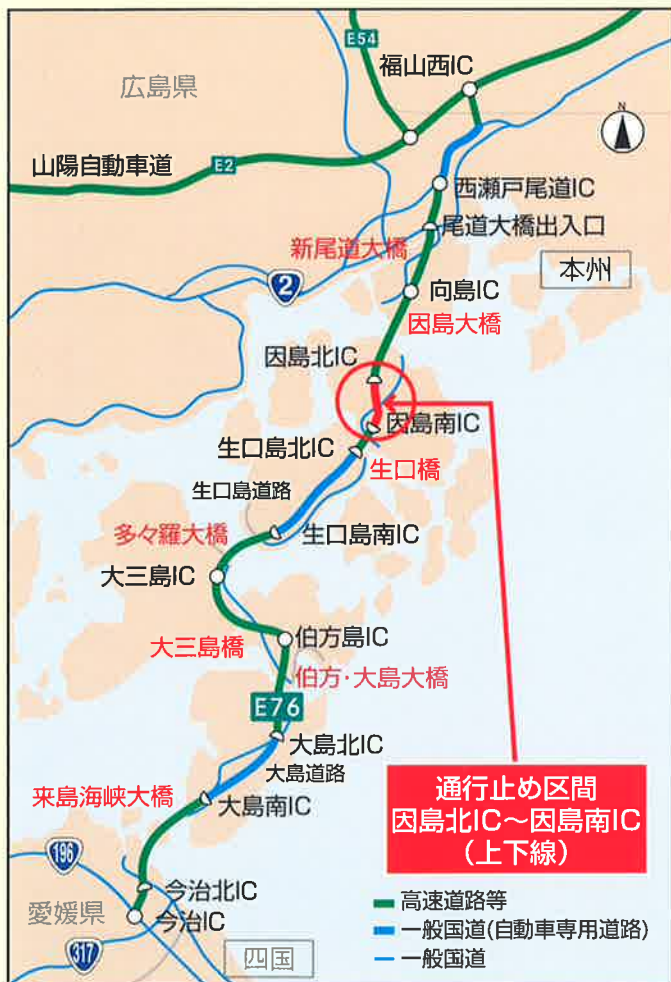 E54
福山西IC
広島県
N
山陽自動車道
E2
西瀬戸尾道IC
尾道大橋出入口
新尾道大橋
本州
2
向島IC
因島大橋
因島北IC
因島南IC
生口島北IC
生口橋
生口島道路
多々羅大橋
生口島南IC
大三島IC
伯方島IC
大三島橋
伯方・大島大橋
E76
大島北IC
大島道路
来島海峡大橋
大島南IC
通行止め区間
因島北IC～因島南IC
（上下線）
196
今治北IC
愛媛県
今治IC
317
四国
高速道路等
一般国道(自動車専用道路)
一般国道